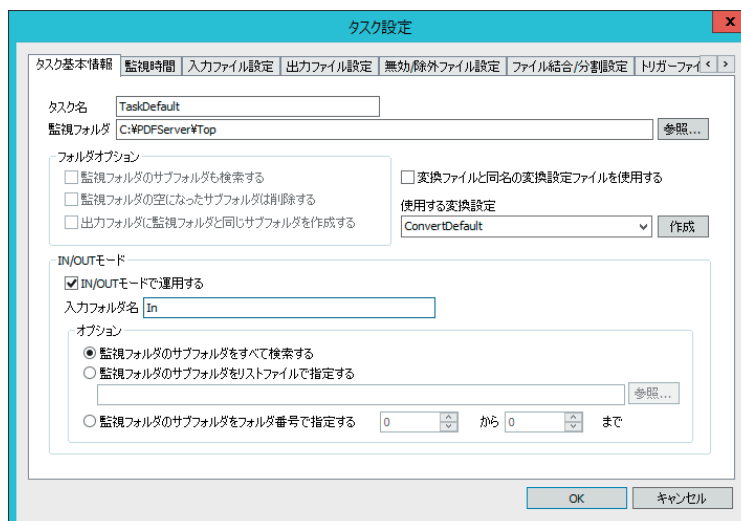 タスク設定
x
タスク基本情報 監視時間 入力ファイル設定 出力ファイル設定 無効/除外ファイル設定 ファイル結合/分割設定 トリガーファイ
タスク名 TaskDefault
監視フォルダ C:¥PDFServer¥Top 参照...
フォルダオプション
監視フォルダのサブフォルダも検索する
監視フォルダの空になったサブフォルダは削除する
出力フォルダに監視フォルダと同じサブフォルダを作成する
変換ファイルと同名の変換設定ファイルを使用する
使用する変換設定
ConvertDefault 作成
IN/OUTモード
IN/OUTモードで運用する
入力フォルダ名 In
オプション
監視フォルダのサブフォルダをすべて検索する
監視フォルダのサブフォルダをリストファイルで指定する
参照...
監視フォルダのサブフォルダをフォルダ番号で指定する 0 から 0 まで
OK キャンセル